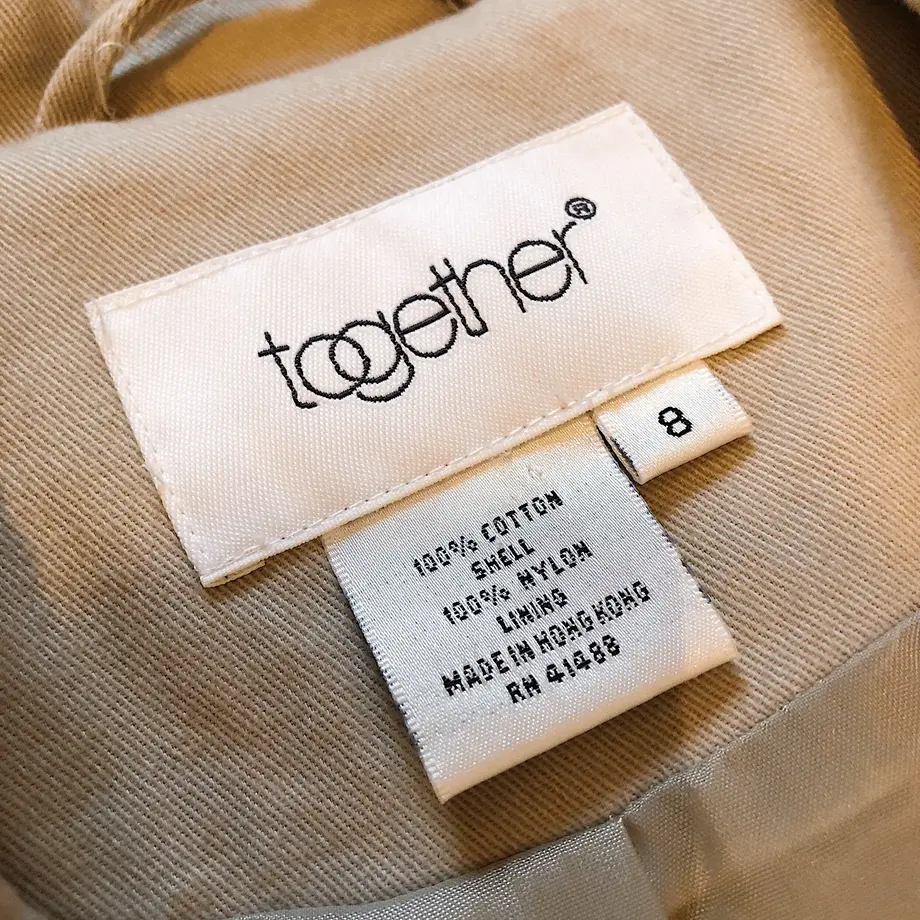 together®
8
100% COTTON
SHELL
100% NYLON
LINING
MADE IN HONG KONG
RN 41488